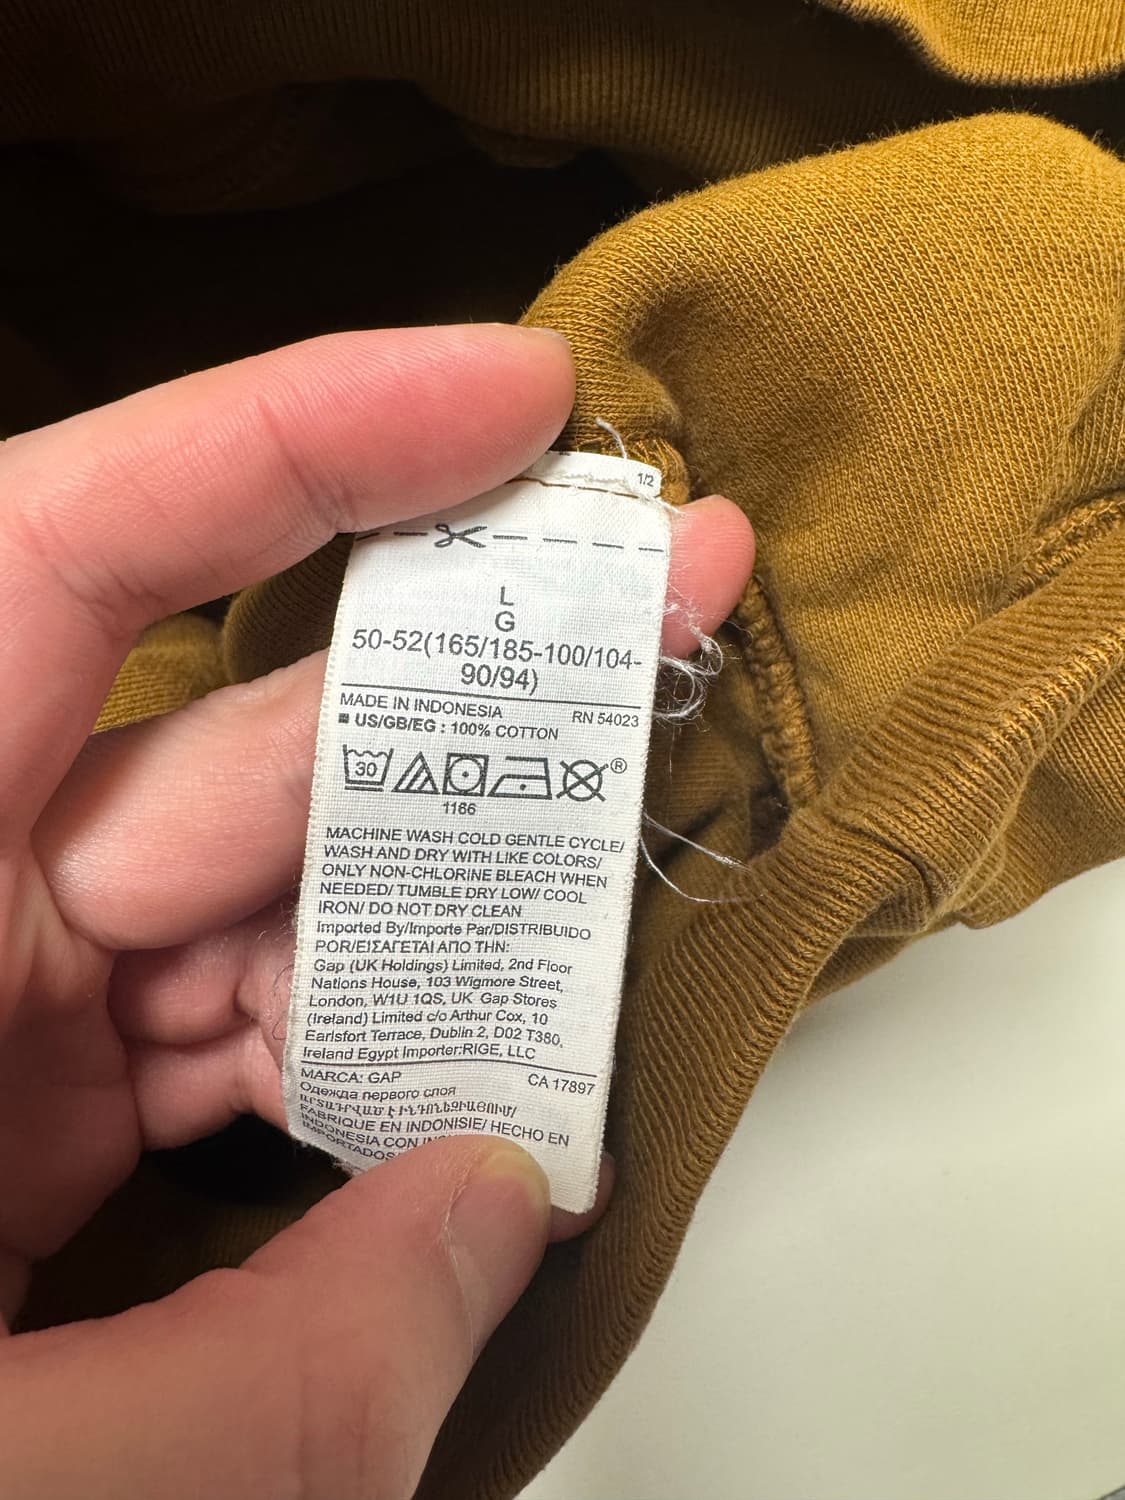 1/2
L
G
50-52(165/185-100/104-
90/94)
MADE IN INDONESIA RN 54023
US/GB/EG : 100% COTTON
30 ®
1166
MACHINE WASH COLD GENTLE CYCLE/
WASH AND DRY WITH LIKE COLORS/
ONLY NON-CHLORINE BLEACH WHEN
NEEDED/ TUMBLE DRY LOW/ COOL
IRON/ DO NOT DRY CLEAN
Imported By/Importe Par/DISTRIBUIDO
POR/ΕΙΣΑΓΕΤΑΙ ΑΠΟ ΤΗΝ:
Gap (UK Holdings) Limited, 2nd Floor
Nations House, 103 Wigmore Street,
London, W1U 1QS, UK Gap Stores
(Ireland) Limited c/o Arthur Cox, 10
Earlsfort Terrace, Dublin 2, D02 T380,
Ireland Egypt Importer:RIGE, LLC
MARCA: GAP CA 17897
Одежда первого слоя
FABRIQUE EN INDONISIE/ HECHO EN
INDONESIA CON
IMPORTADOS